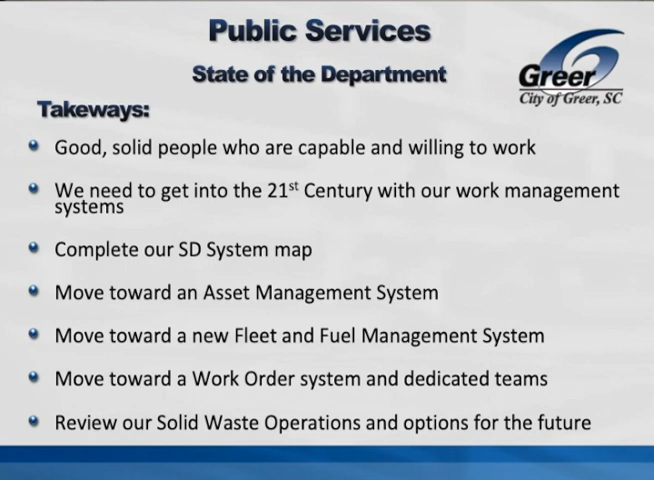 Public Services
State of the Department
Greer
City of Greer, SC
Takeways:
Good, solid people who are capable and willing to work
We need to get into the 21st Century with our work management
systems
Complete our SD System map
Move toward an Asset Management System
Move toward a new Fleet and Fuel Management System
Move toward a Work Order system and dedicated teams
Review our Solid Waste Operations and options for the future